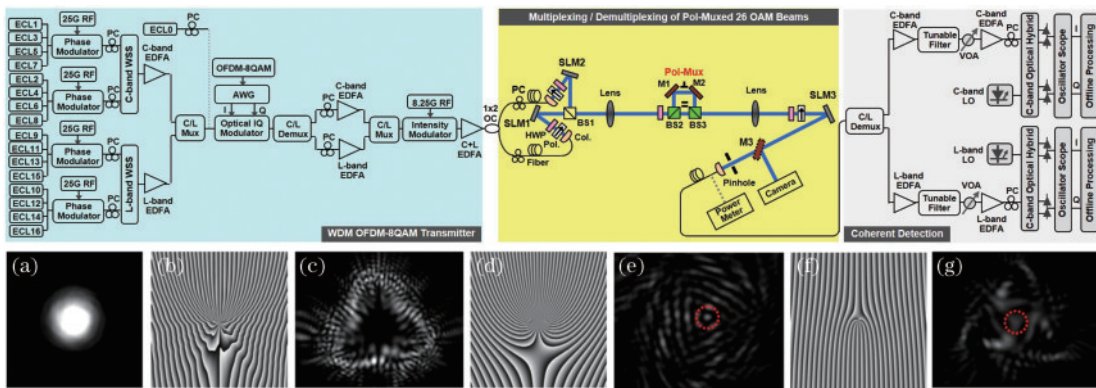 ECL1
ECL3
ECL5
ECL7
ECL2
ECL4
ECL6
ECL8
ECL9
ECL11
ECL13
ECL15
ECL10
ECL12
ECL14
ECL16
25G RF
Phase
Modulator
PC
25G RF
Phase
Modulator
PC
25G RF
Phase
Modulator
PC
25G RF
Phase
Modulator
PC
C-band WSS
L-band WSS
C-band
EDFA
L-band
EDFA
ECL0
PC
OFDM-8QAM
AWG
I
Q
C/L
Mux
Optical IQ
Modulator
C/L
Demux
PC
PC
C-band
EDFA
L-band
EDFA
C/L
Mux
8.25G RF
Intensity
Modulator
C+L
EDFA
1x2
OC
WDM OFDM-8QAM Transmitter
Multiplexing / Demultiplexing of Pol-Muxed 26 OAM Beams
SLM2
PC
SLM1
HWP
Pol.
Col.
Fiber
BS1
Lens
Pol-Mux
M1
M2
BS2
BS3
Lens
SLM3
M3
Pinhole
Camera
Power
Meter
C/L
Demux
C-band
EDFA
Tunable
Filter
VOA
C-band
EDFA
PC
C-band
LO
C-band Optical Hybrid
Oscillator Scope
I
Q
Offline Processing
L-band
LO
L-band
EDFA
Tunable
Filter
VOA
L-band
EDFA
PC
C-band Optical Hybrid
Oscillator Scope
I
Q
Offline Processing
Coherent Detection
(a)
(b)
(c)
(d)
(e)
(f)
(g)